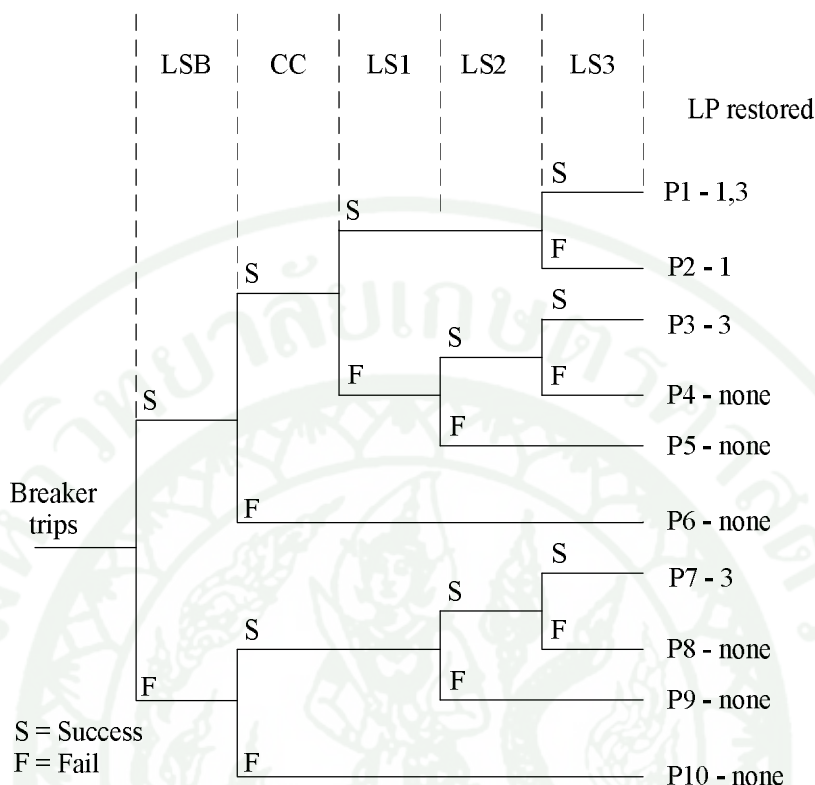 LSB CC LS1 LS2 LS3
LP restored
S
P1 - 1,3
S
F
P2 - 1
S
S
P3 - 3
S
F
F
P4 - none
S
F
P5 - none
Breaker
trips
F
P6 - none
S
P7 - 3
S
S
F
P8 - none
F
F
P9 - none
S = Success
F = Fail
F
P10 - none